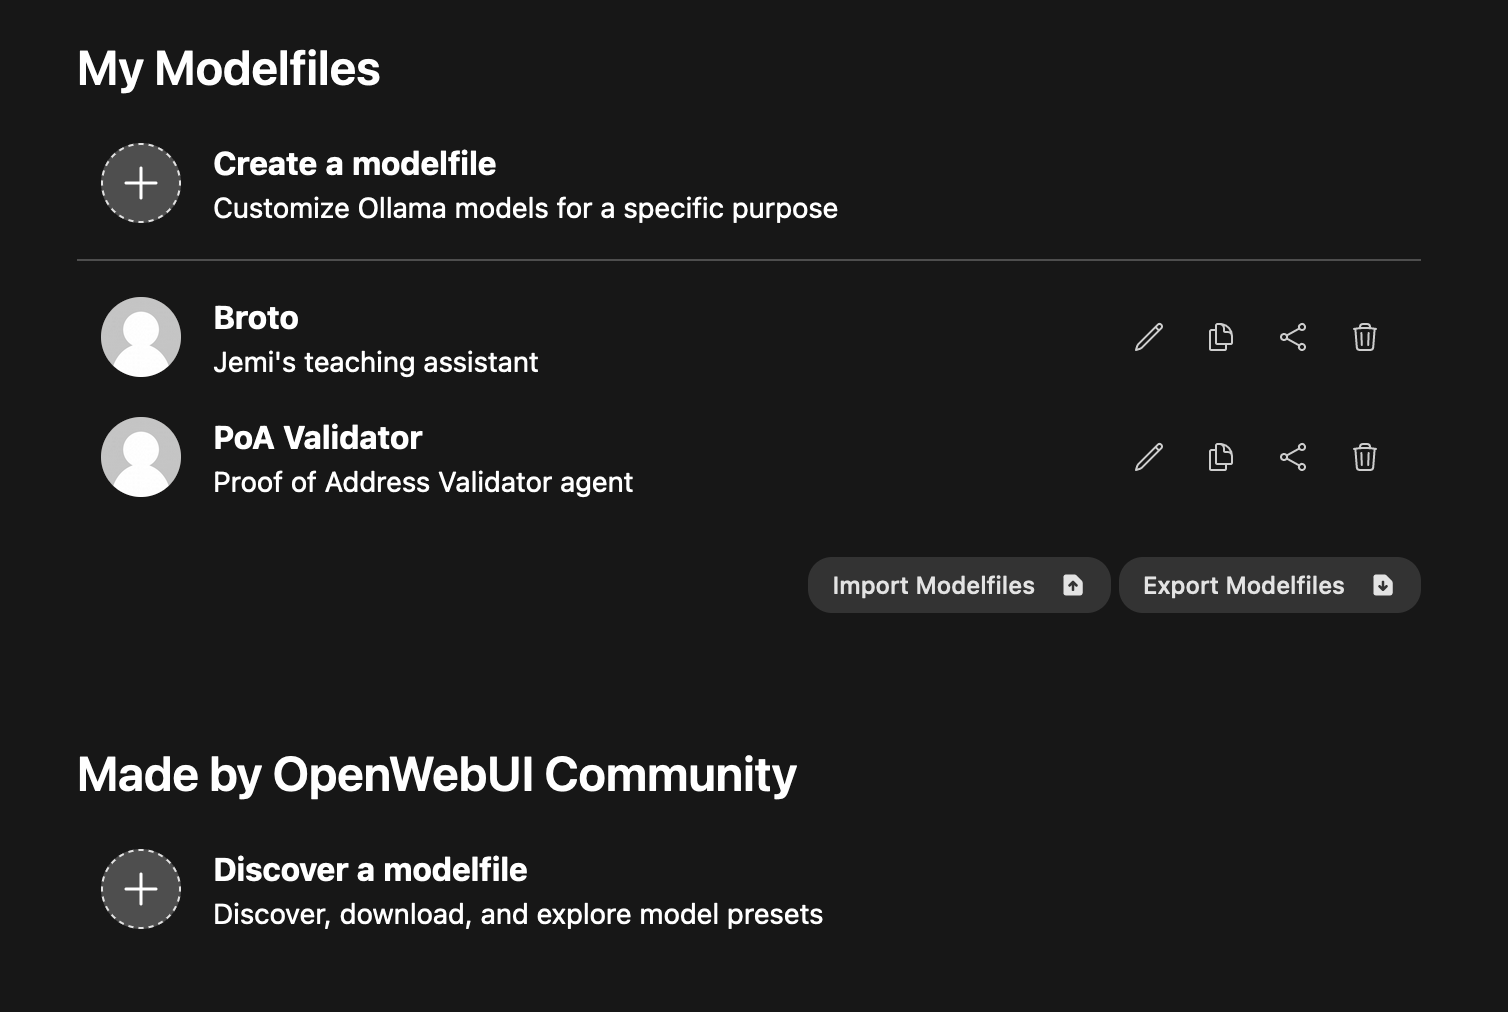 My Modelfiles
Create a modelfile
Customize Ollama models for a specific purpose
Broto
Jemi's teaching assistant
PoA Validator
Proof of Address Validator agent
Import Modelfiles
Export Modelfiles
Made by OpenWebUI Community
Discover a modelfile
Discover, download, and explore model presets